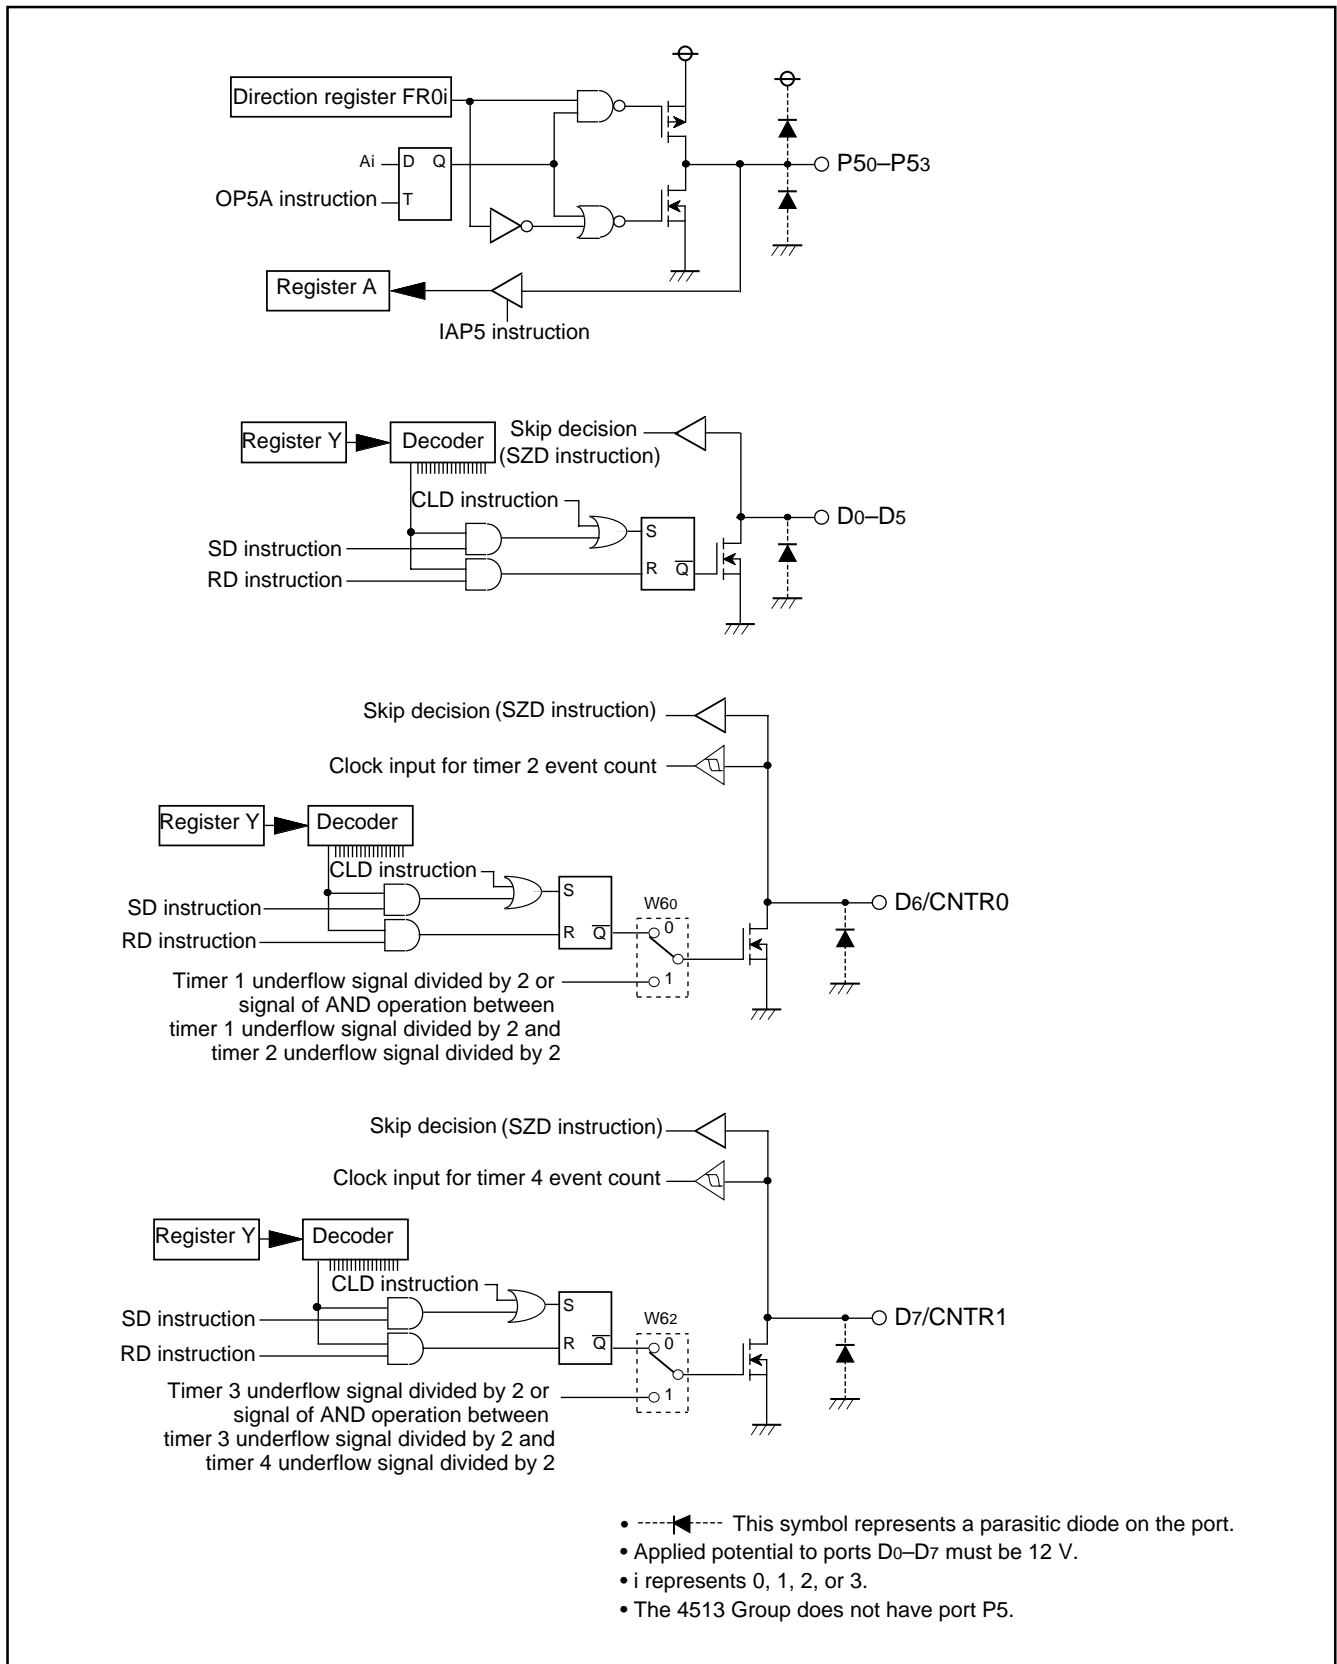 Direction register FR0i
Ai
D Q
P50–P53
OP5A instruction
T
Register A
IAP5 instruction
Register Y
Decoder
Skip decision
(SZD instruction)
CLD instruction
S
D0–D5
SD instruction
RD instruction
R Q
Skip decision (SZD instruction)
Clock input for timer 2 event count
Register Y
Decoder
CLD instruction
S
W60
D6/CNTR0
SD instruction
0
RD instruction
R Q
Timer 1 underflow signal divided by 2 or
1
signal of AND operation between
timer 1 underflow signal divided by 2 and
timer 2 underflow signal divided by 2
Skip decision (SZD instruction)
Clock input for timer 4 event count
Register Y
Decoder
CLD instruction
S
W62
D7/CNTR1
SD instruction
0
RD instruction
R Q
Timer 3 underflow signal divided by 2 or
1
signal of AND operation between
timer 3 underflow signal divided by 2 and
timer 4 underflow signal divided by 2
• This symbol represents a parasitic diode on the port.
• Applied potential to ports D0–D7 must be 12 V.
• i represents 0, 1, 2, or 3.
• The 4513 Group does not have port P5.